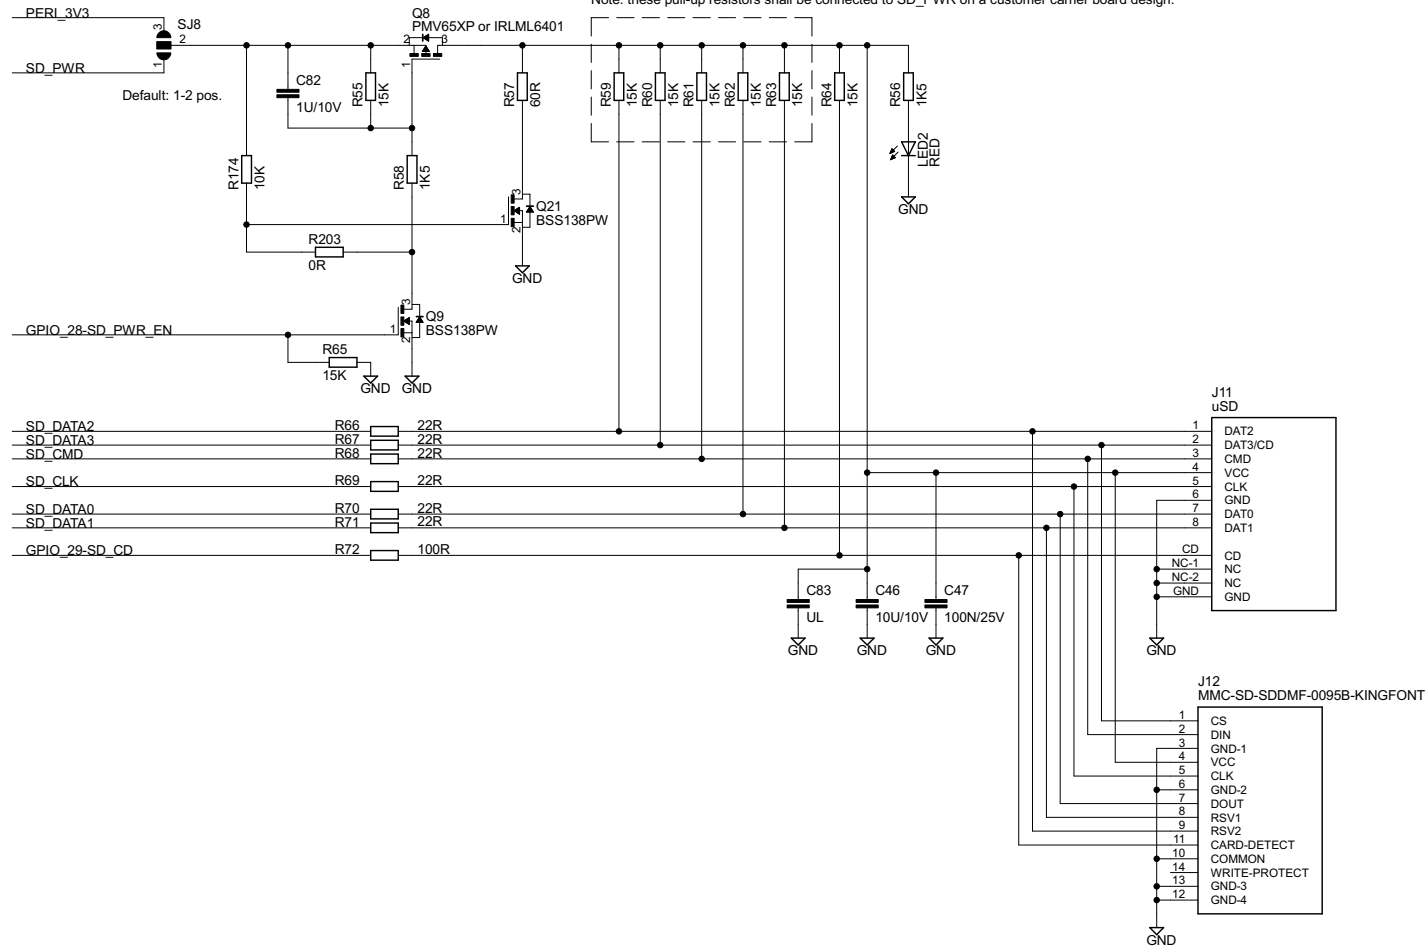 Note: these pull-up resistors shall be connected to SD_PWR on a customer carrier board design.
PERI_3V3
SJ8
3
2
1
SD_PWR
Default: 1-2 pos.
Q8
PMV65XP or IRLML6401
2
3
1
C82
1U/10V
R55
15K
R57
60R
R59
15K
R60
15K
R61
15K
R62
15K
R63
15K
R64
15K
R56
1K5
LED2
RED
GND
R174
10K
R58
1K5
R203
0R
3
1
2
Q21
BSS138PW
GND
GPIO_28-SD_PWR_EN
3
1
2
Q9
BSS138PW
R65
15K
GND
GND
SD_DATA2
R66
22R
SD_DATA3
R67
22R
SD_CMD
R68
22R
SD_CLK
R69
22R
SD_DATA0
R70
22R
SD_DATA1
R71
22R
GPIO_29-SD_CD
R72
100R
C83
UL
GND
C46
10U/10V
GND
C47
100N/25V
GND
J11
uSD
1 DAT2
2 DAT3/CD
3 CMD
4 VCC
5 CLK
6 GND
7 DAT0
8 DAT1
CD CD
NC-1 NC
NC-2 NC
GND GND
GND
J12
MMC-SD-SDDMF-0095B-KINGFONT
1 CS
2 DIN
3 GND-1
4 VCC
5 CLK
6 GND-2
7 DOUT
8 RSV1
9 RSV2
11 CARD-DETECT
10 COMMON
14 WRITE-PROTECT
13 GND-3
12 GND-4
GND